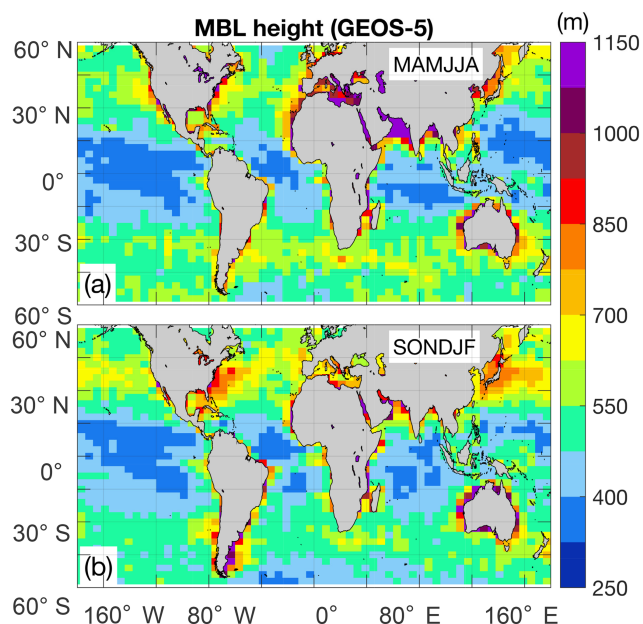 MBL height (GEOS-5)
(m)
60° N
30° N
0°
30° S
60° S
MAMJJA
(a)
1150
1000
850
700
550
400
250
60° N
30° N
0°
30° S
60° S
SONDJF
(b)
160° W
80° W
0°
80° E
160° E